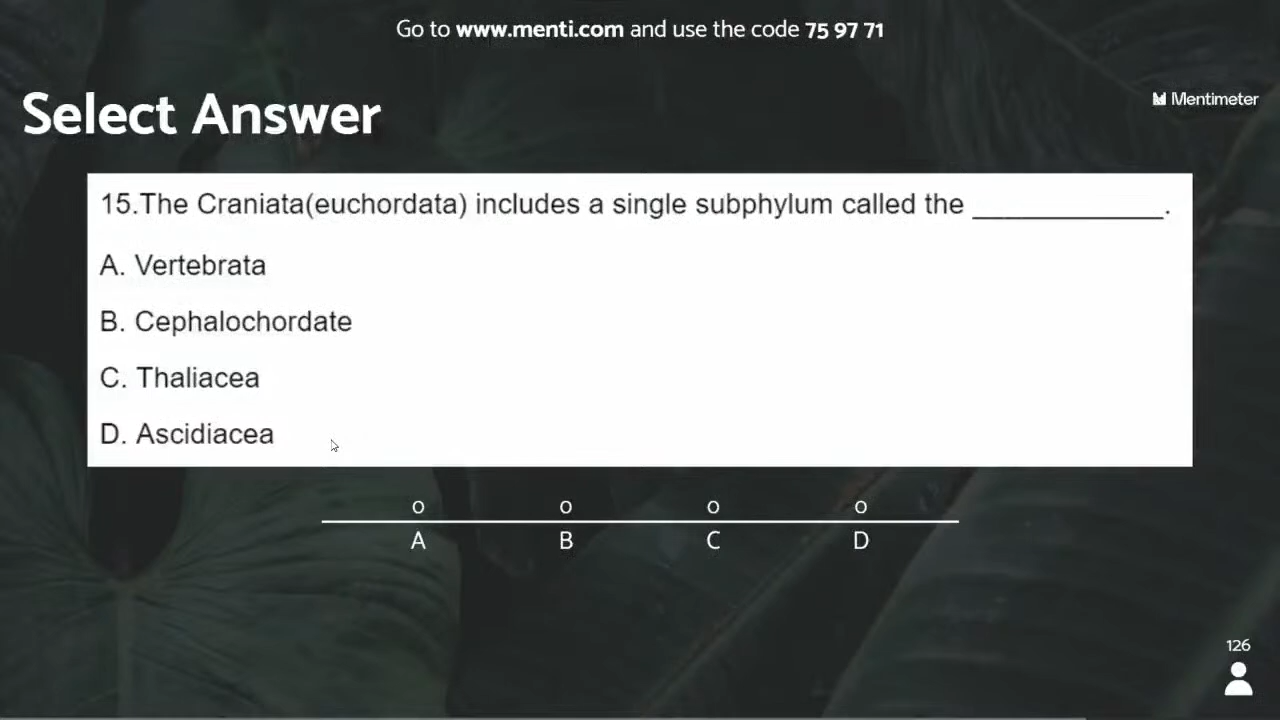 Go to www.menti.com and use the code 75 97 71
Select Answer
Mentimeter
15.The Craniata(euchordata) includes a single subphylum called the _____________.
A. Vertebrata
B. Cephalochordate
C. Thaliacea
D. Ascidiacea
0 0 0 0
A B C D
126